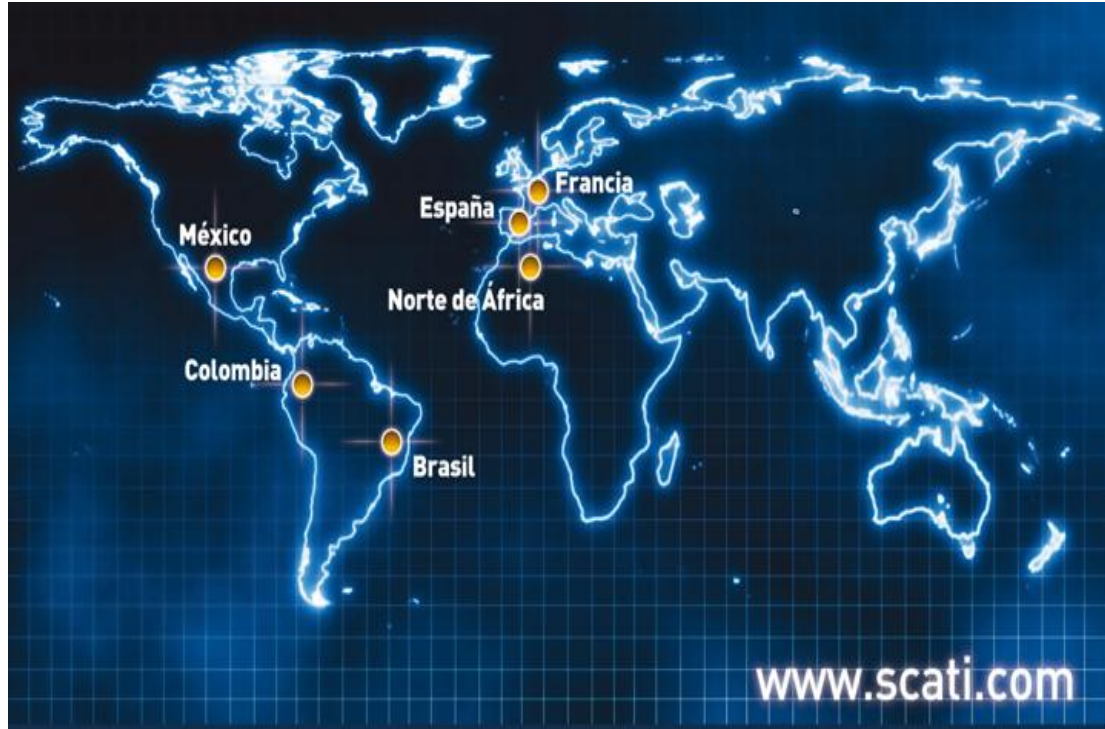 Francia
España
México
Norte de África
Colombia
Brasil
www.scati.com